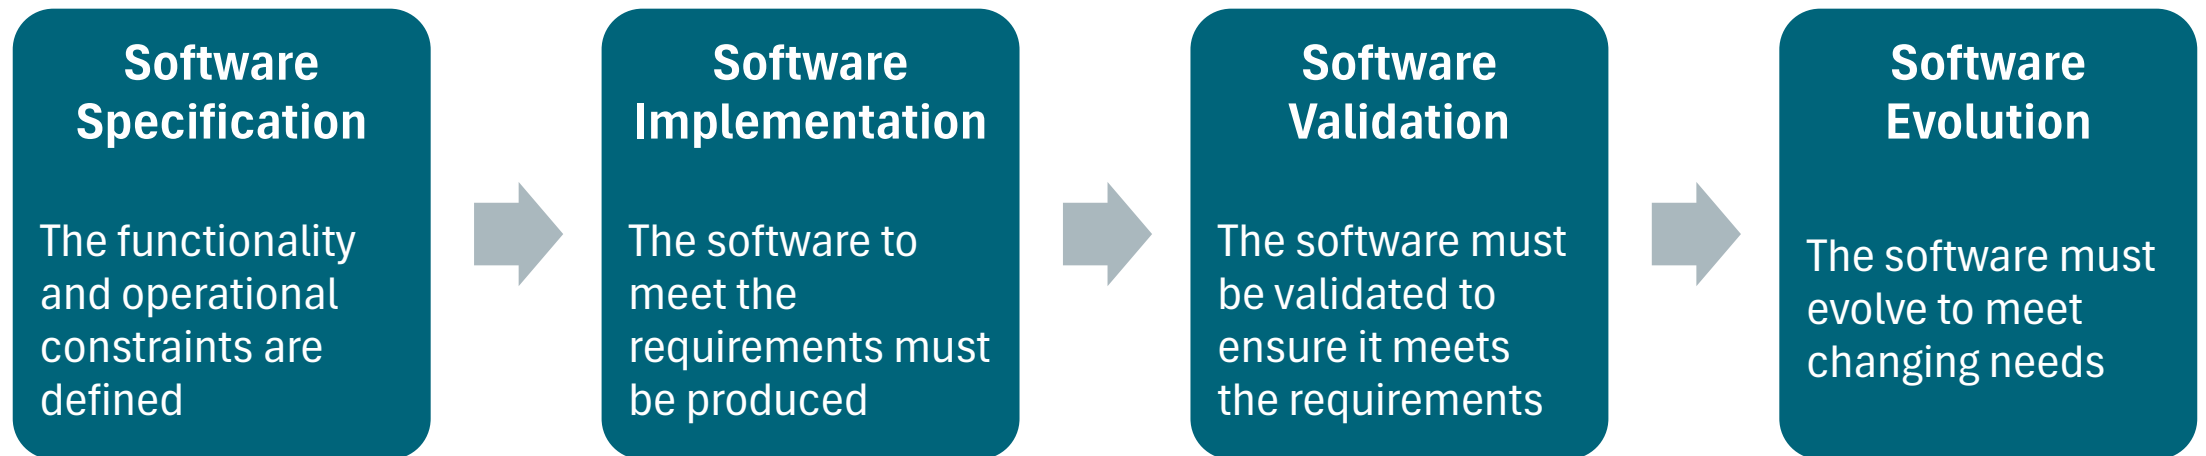 Software
Specification
The functionality
and operational
constraints are
defined
Software
Implementation
The software to
meet the
requirements must
be produced
Software
Validation
The software must
be validated to
ensure it meets
the requirements
Software
Evolution
The software must
evolve to meet
changing needs